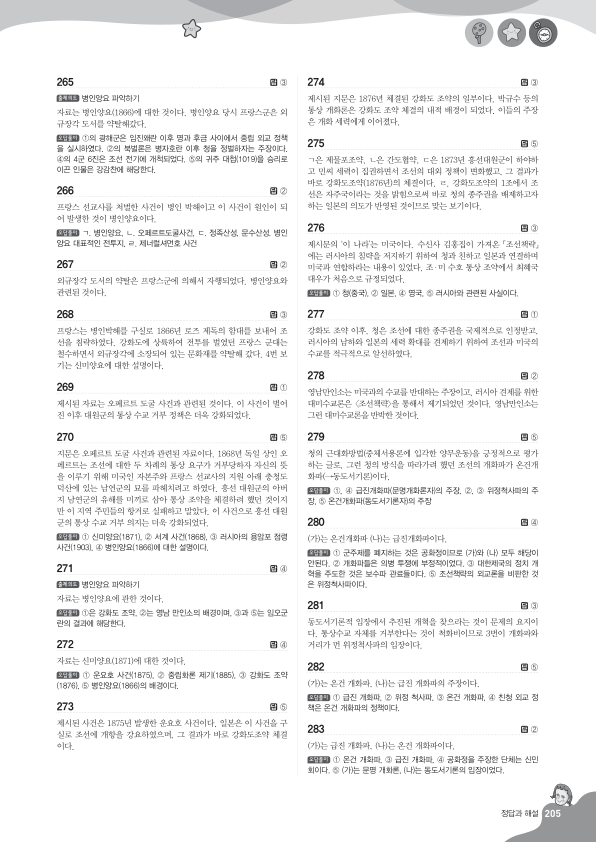 265 답 ③
출제의도 병인양요 파악하기
자료는 병인양요(1866)에 대한 것이다. 병인양요 당시 프랑스군은 외
규장각 도서를 약탈해갔다.
오답풀이 ①의 광해군은 임진왜란 이후 명과 후금 사이에서 중립 외교 정책
을 실시하였다. ②의 북벌론은 병자호란 이후 청을 정벌하자는 주장이다.
④의 4군 6진은 조선 전기에 개척되었다. ⑤의 귀주 대첩(1019)을 승리로
이끈 인물은 강감찬에 해당한다.
266 답 ②
프랑스 선교사를 처벌한 사건이 병인 박해이고 이 사건이 원인이 되
어 발생한 것이 병인양요이다.
오답풀이 ㄱ. 병인양요, ㄴ. 오페르트도굴사건, ㄷ. 정족산성, 문수산성. 병인
양요 대표적인 전투지, ㄹ. 제너럴셔먼호 사건
267 답 ②
외규장각 도서의 약탈은 프랑스군에 의해서 자행되었다. 병인양요와
관련된 것이다.
268 답 ③
프랑스는 병인박해를 구실로 1866년 로즈 제독의 함대를 보내어 조
선을 침략하였다. 강화도에 상륙하여 전투를 벌였던 프랑스 군대는
철수하면서 외규장각에 소장되어 있는 문화재를 약탈해 갔다. 4번 보
기는 신미양요에 대한 설명이다.
269 답 ①
제시된 자료는 오페르트 도굴 사건과 관련된 것이다. 이 사건이 벌어
진 이후 대원군의 통상 수교 거부 정책은 더욱 강화되었다.
270 답 ⑤
지문은 오페르트 도굴 사건과 관련된 자료이다. 1868년 독일 상인 오
페르트는 조선에 대한 두 차례의 통상 요구가 거부당하자 자신의 뜻
을 이루기 위해 미국인 자본주와 프랑스 선교사의 지원 아래 충청도
덕산에 있는 남연군의 묘를 파헤치려고 하였다. 흥선 대원군의 아버
지 남연군의 유해를 미끼로 삼아 통상 조약을 체결하려 했던 것이지
만 이 지역 주민들의 항거로 실패하고 말았다. 이 사건으로 흥선 대원
군의 통상 수교 거부 의지는 더욱 강화되었다.
오답풀이 ① 신미양요(1871), ② 서계 사건(1868), ③ 러시아의 용암포 점령
사건(1903), ④ 병인양요(1866)에 대한 설명이다.
271 답 ④
출제의도 병인양요 파악하기
자료는 병인양요에 관한 것이다.
오답풀이 ①은 강화도 조약, ②는 영남 만인소의 배경이며, ③과 ⑤는 임오군
란의 결과에 해당한다.
272 답 ④
자료는 신미양요(1871)에 대한 것이다.
오답풀이 ① 운요호 사건(1875), ② 중립화론 제기(1885), ③ 강화도 조약
(1876), ⑤ 병인양요(1866)의 배경이다.
273 답 ⑤
제시된 사건은 1875년 발생한 운요호 사건이다. 일본은 이 사건을 구
실로 조선에 개항을 강요하였으며, 그 결과가 바로 강화도조약 체결
이다.
274 답 ③
제시된 지문은 1876년 체결된 강화도 조약의 일부이다. 박규수 등의
통상 개화론은 강화도 조약 체결의 내적 배경이 되었다. 이들의 주장
은 개화 세력에게 이어졌다.
275 답 ⑤
ㄱ은 제물포조약, ㄴ은 간도협약, ㄷ은 1873년 흥선대원군이 하야하
고 민씨 세력이 집권하면서 조선의 대외 정책이 변화했고, 그 결과가
바로 강화도조약(1876년)의 체결이다. ㄹ. 강화도조약의 1조에서 조
선은 자주국이라는 것을 밝힘으로써 바로 청의 종주권을 배제하고자
하는 일본의 의도가 반영된 것이므로 맞는 보기이다.
276 답 ③
제시문의 ‘이 나라’는 미국이다. 수신사 김홍집이 가져온 「조선책략」
에는 러시아의 침략을 저지하기 위하여 청과 친하고 일본과 연결하며
미국과 연합하라는 내용이 있었다. 조·미 수호 통상 조약에서 최혜국
대우가 처음으로 규정되었다.
오답풀이 ① 청(중국), ② 일본, ④ 영국, ⑤ 러시아와 관련된 사실이다.
277 답 ①
강화도 조약 이후, 청은 조선에 대한 종주권을 국제적으로 인정받고,
러시아의 남하와 일본의 세력 확대를 견제하기 위하여 조선과 미국의
수교를 적극적으로 알선하였다.
278 답 ②
영남만인소는 미국과의 수교를 반대하는 주장이고, 러시아 견제를 위한
대미수교론은 〈조선책략〉을 통해서 제기되었던 것이다. 영남만인소는
그런 대미수교론을 반박한 것이다.
279 답 ⑤
청의 근대화방법(중체서용론에 입각한 양무운동)을 긍정적으로 평가
하는 글로, 그런 청의 방식을 따라가려 했던 조선의 개화파가 온건개
화파(→동도서기론)이다.
오답풀이 ①, ④ 급진개화파(문명개화론자)의 주장, ②, ③ 위정척사파의 주
장, ⑤ 온건개화파(동도서기론자)의 주장
280 답 ④
(가)는 온건개화파 (나)는 급진개화파이다.
오답풀이 ① 군주제를 폐지하는 것은 공화정이므로 (가)와 (나) 모두 해당이
안된다. ② 개화파들은 의병 투쟁에 부정적이었다. ③ 대한제국의 정치 개
혁을 주도한 것은 보수파 관료들이다. ⑤ 조선책략의 외교론을 비판한 것
은 위정척사파이다.
281 답 ③
동도서기론적 입장에서 추진된 개혁을 찾으라는 것이 문제의 요지이
다. 통상수교 자체를 거부한다는 것이 척화비이므로 3번이 개화파와
거리가 먼 위정척사파의 입장이다.
282 답 ⑤
(가)는 온건 개화파, (나)는 급진 개화파의 주장이다.
오답풀이 ① 급진 개화파, ② 위정 척사파, ③ 온건 개화파, ④ 친청 외교 정
책은 온건 개화파의 정책이다.
283 답 ②
(가)는 급진 개화파, (나)는 온건 개화파이다.
오답풀이 ① 온건 개화파, ③ 급진 개화파, ④ 공화정을 주장한 단체는 신민
회이다. ⑤ (가)는 문명 개화론, (나)는 동도서기론의 입장이었다.
정답과 해설 205